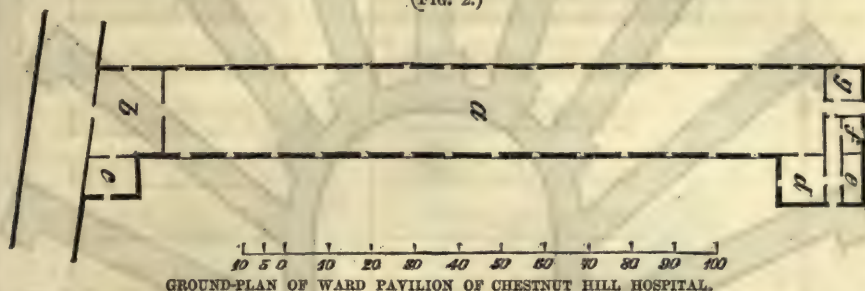 (FIG. 2.)
b
a
g
f
c
d
e
10 5 0 10 20 30 40 50 60 70 80 90 100
GROUND-PLAN OF WARD PAVILION OF CHESTNUT HILL HOSPITAL.